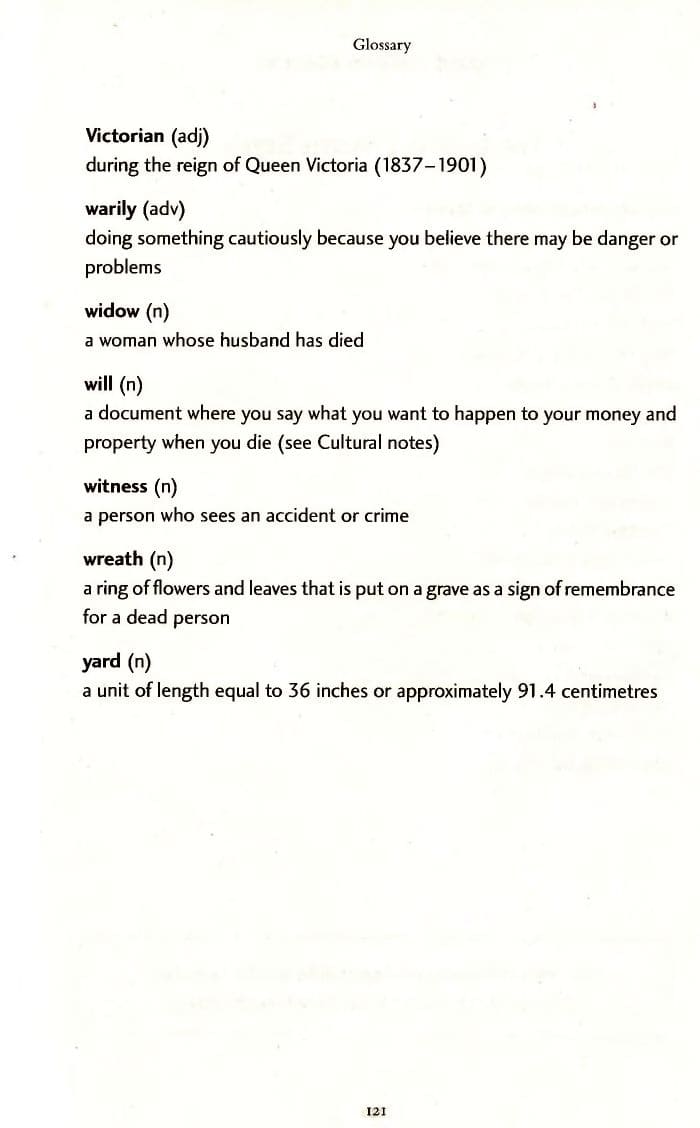 Glossary
Victorian (adj)
during the reign of Queen Victoria (1837–1901)
warily (adv)
doing something cautiously because you believe there may be danger or
problems
widow (n)
a woman whose husband has died
will (n)
a document where you say what you want to happen to your money and
property when you die (see Cultural notes)
witness (n)
a person who sees an accident or crime
wreath (n)
a ring of flowers and leaves that is put on a grave as a sign of remembrance
for a dead person
yard (n)
a unit of length equal to 36 inches or approximately 91.4 centimetres
121